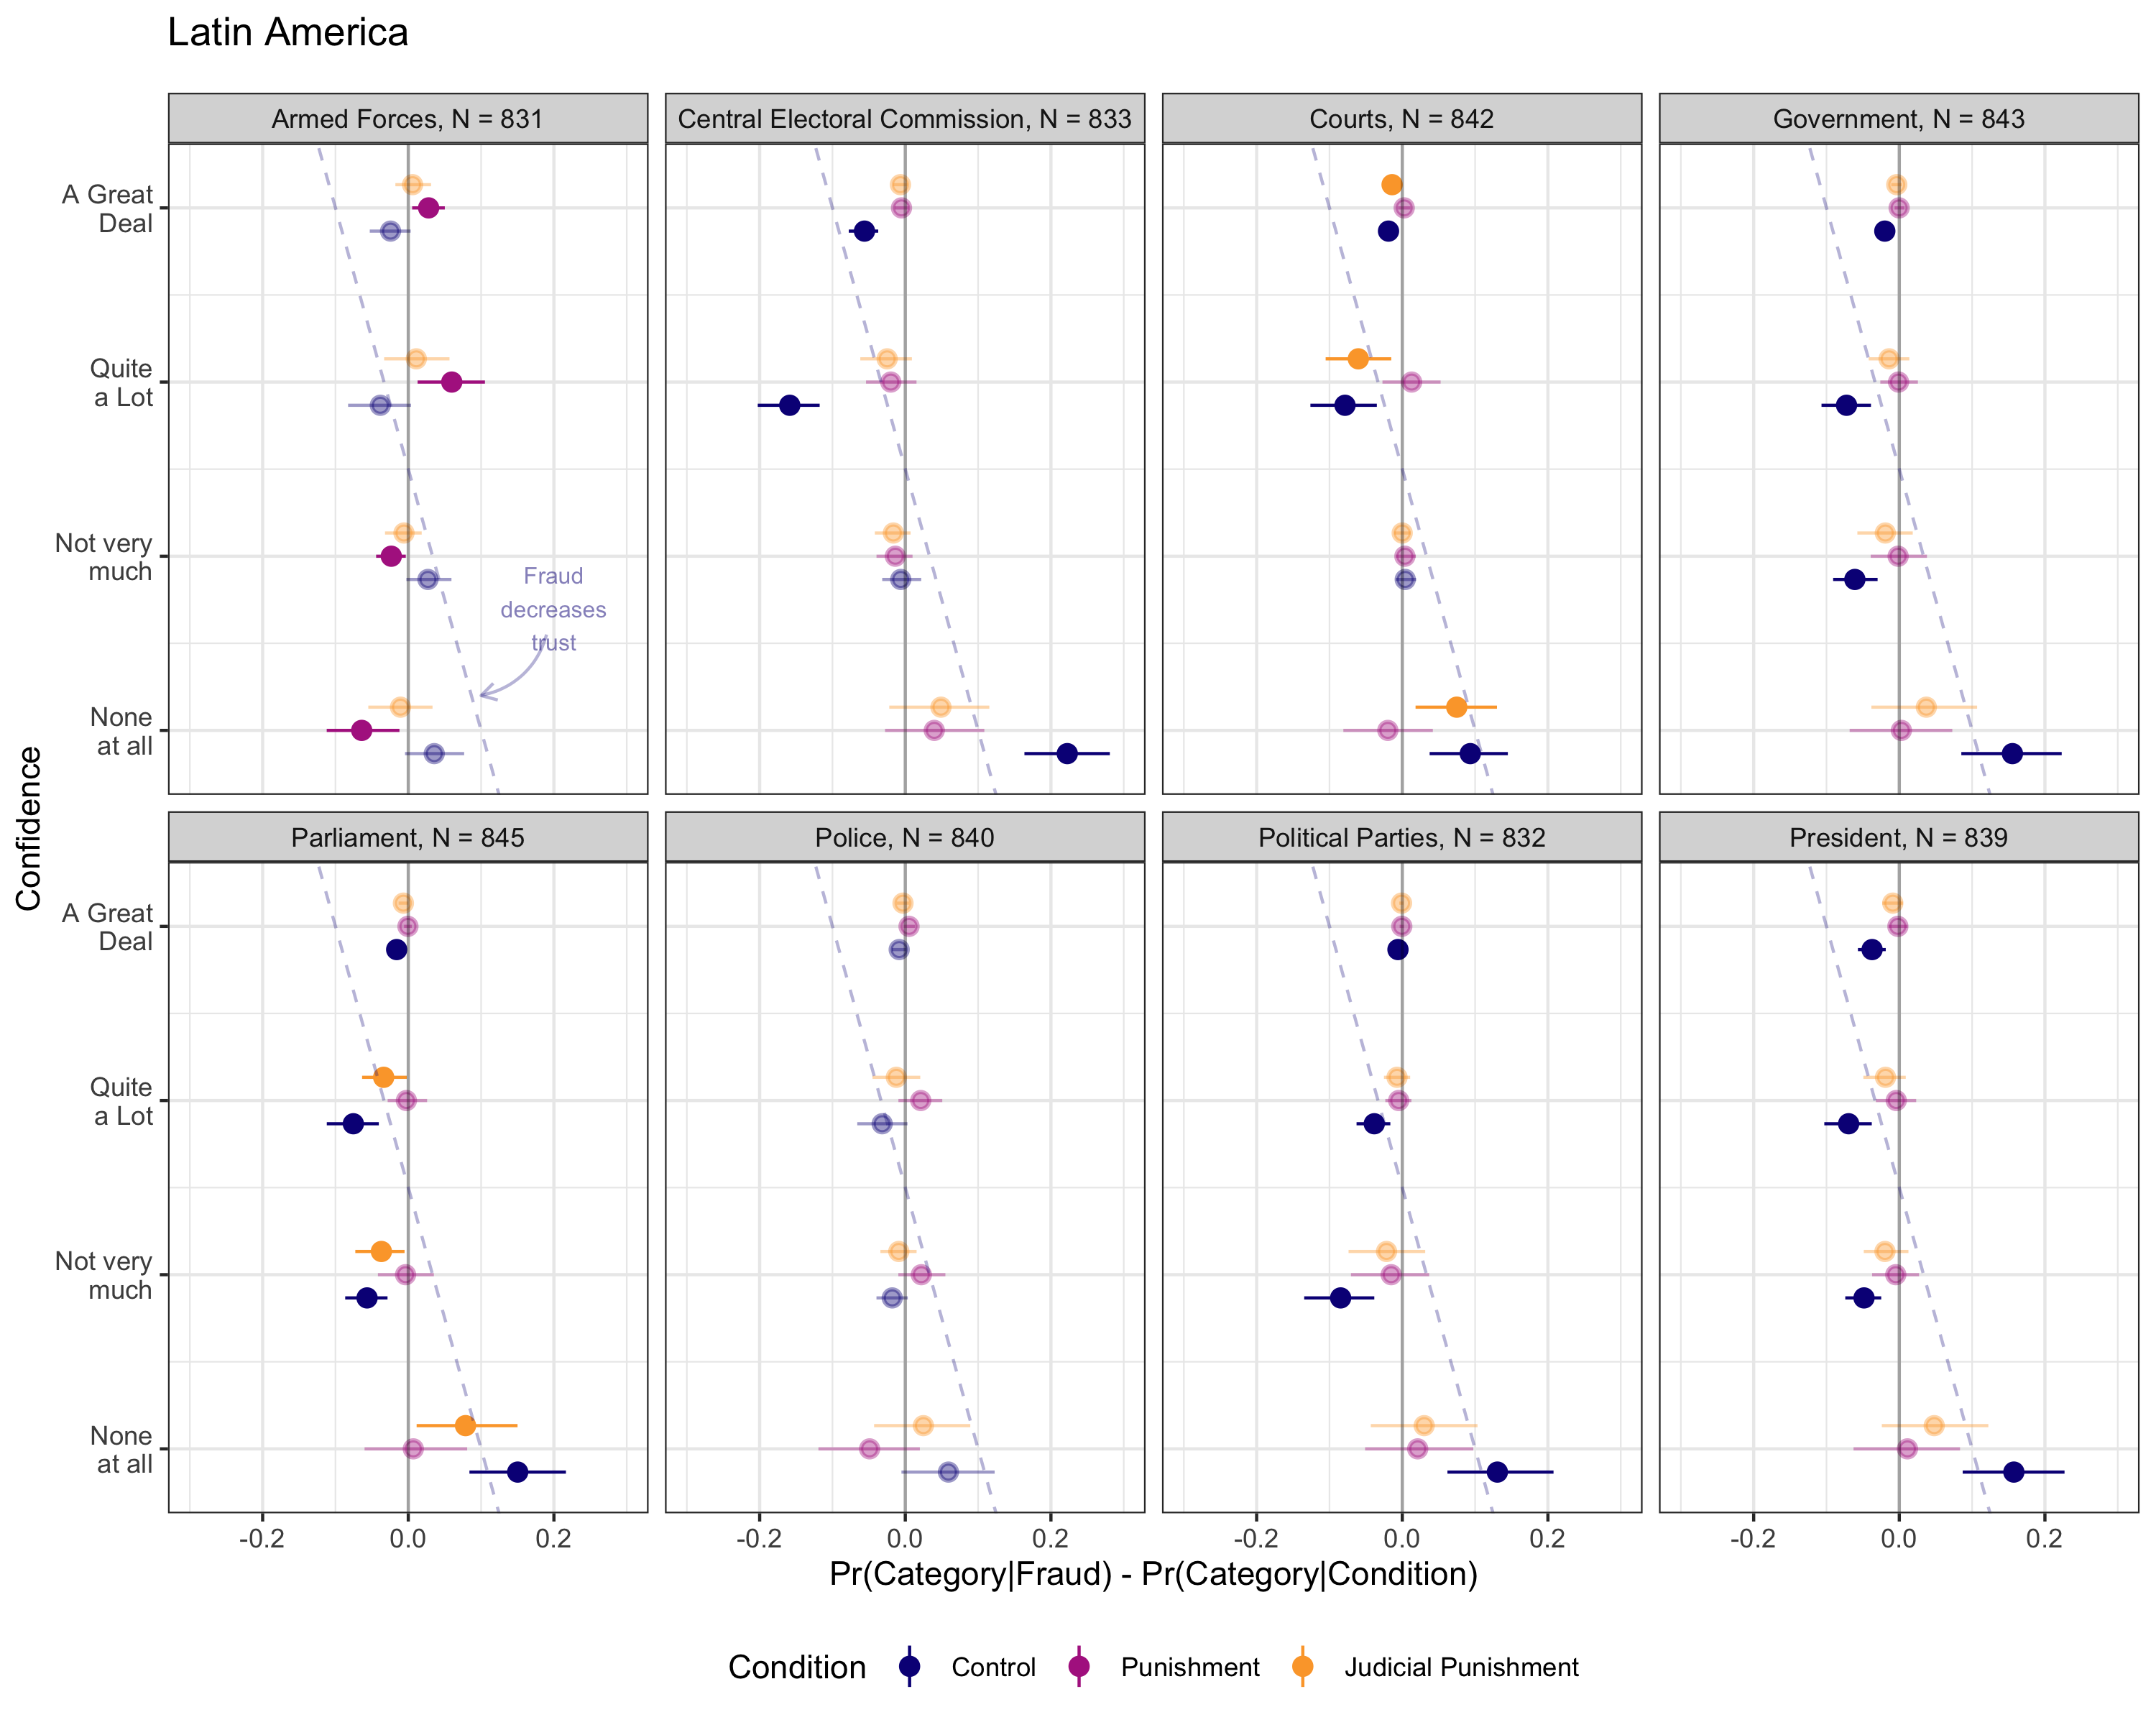 Latin America
Armed Forces, N = 831
Central Electoral Commission, N = 833
Courts, N = 842
Government, N = 843
A Great
Deal
Quite
a Lot
Not very
much
None
at all
Fraud
decreases
trust
Confidence
Parliament, N = 845
Police, N = 840
Political Parties, N = 832
President, N = 839
A Great
Deal
Quite
a Lot
Not very
much
None
at all
-0.2 0.0 0.2
-0.2 0.0 0.2
-0.2 0.0 0.2
-0.2 0.0 0.2
Pr(Category|Fraud) - Pr(Category|Condition)
Condition Control Punishment Judicial Punishment